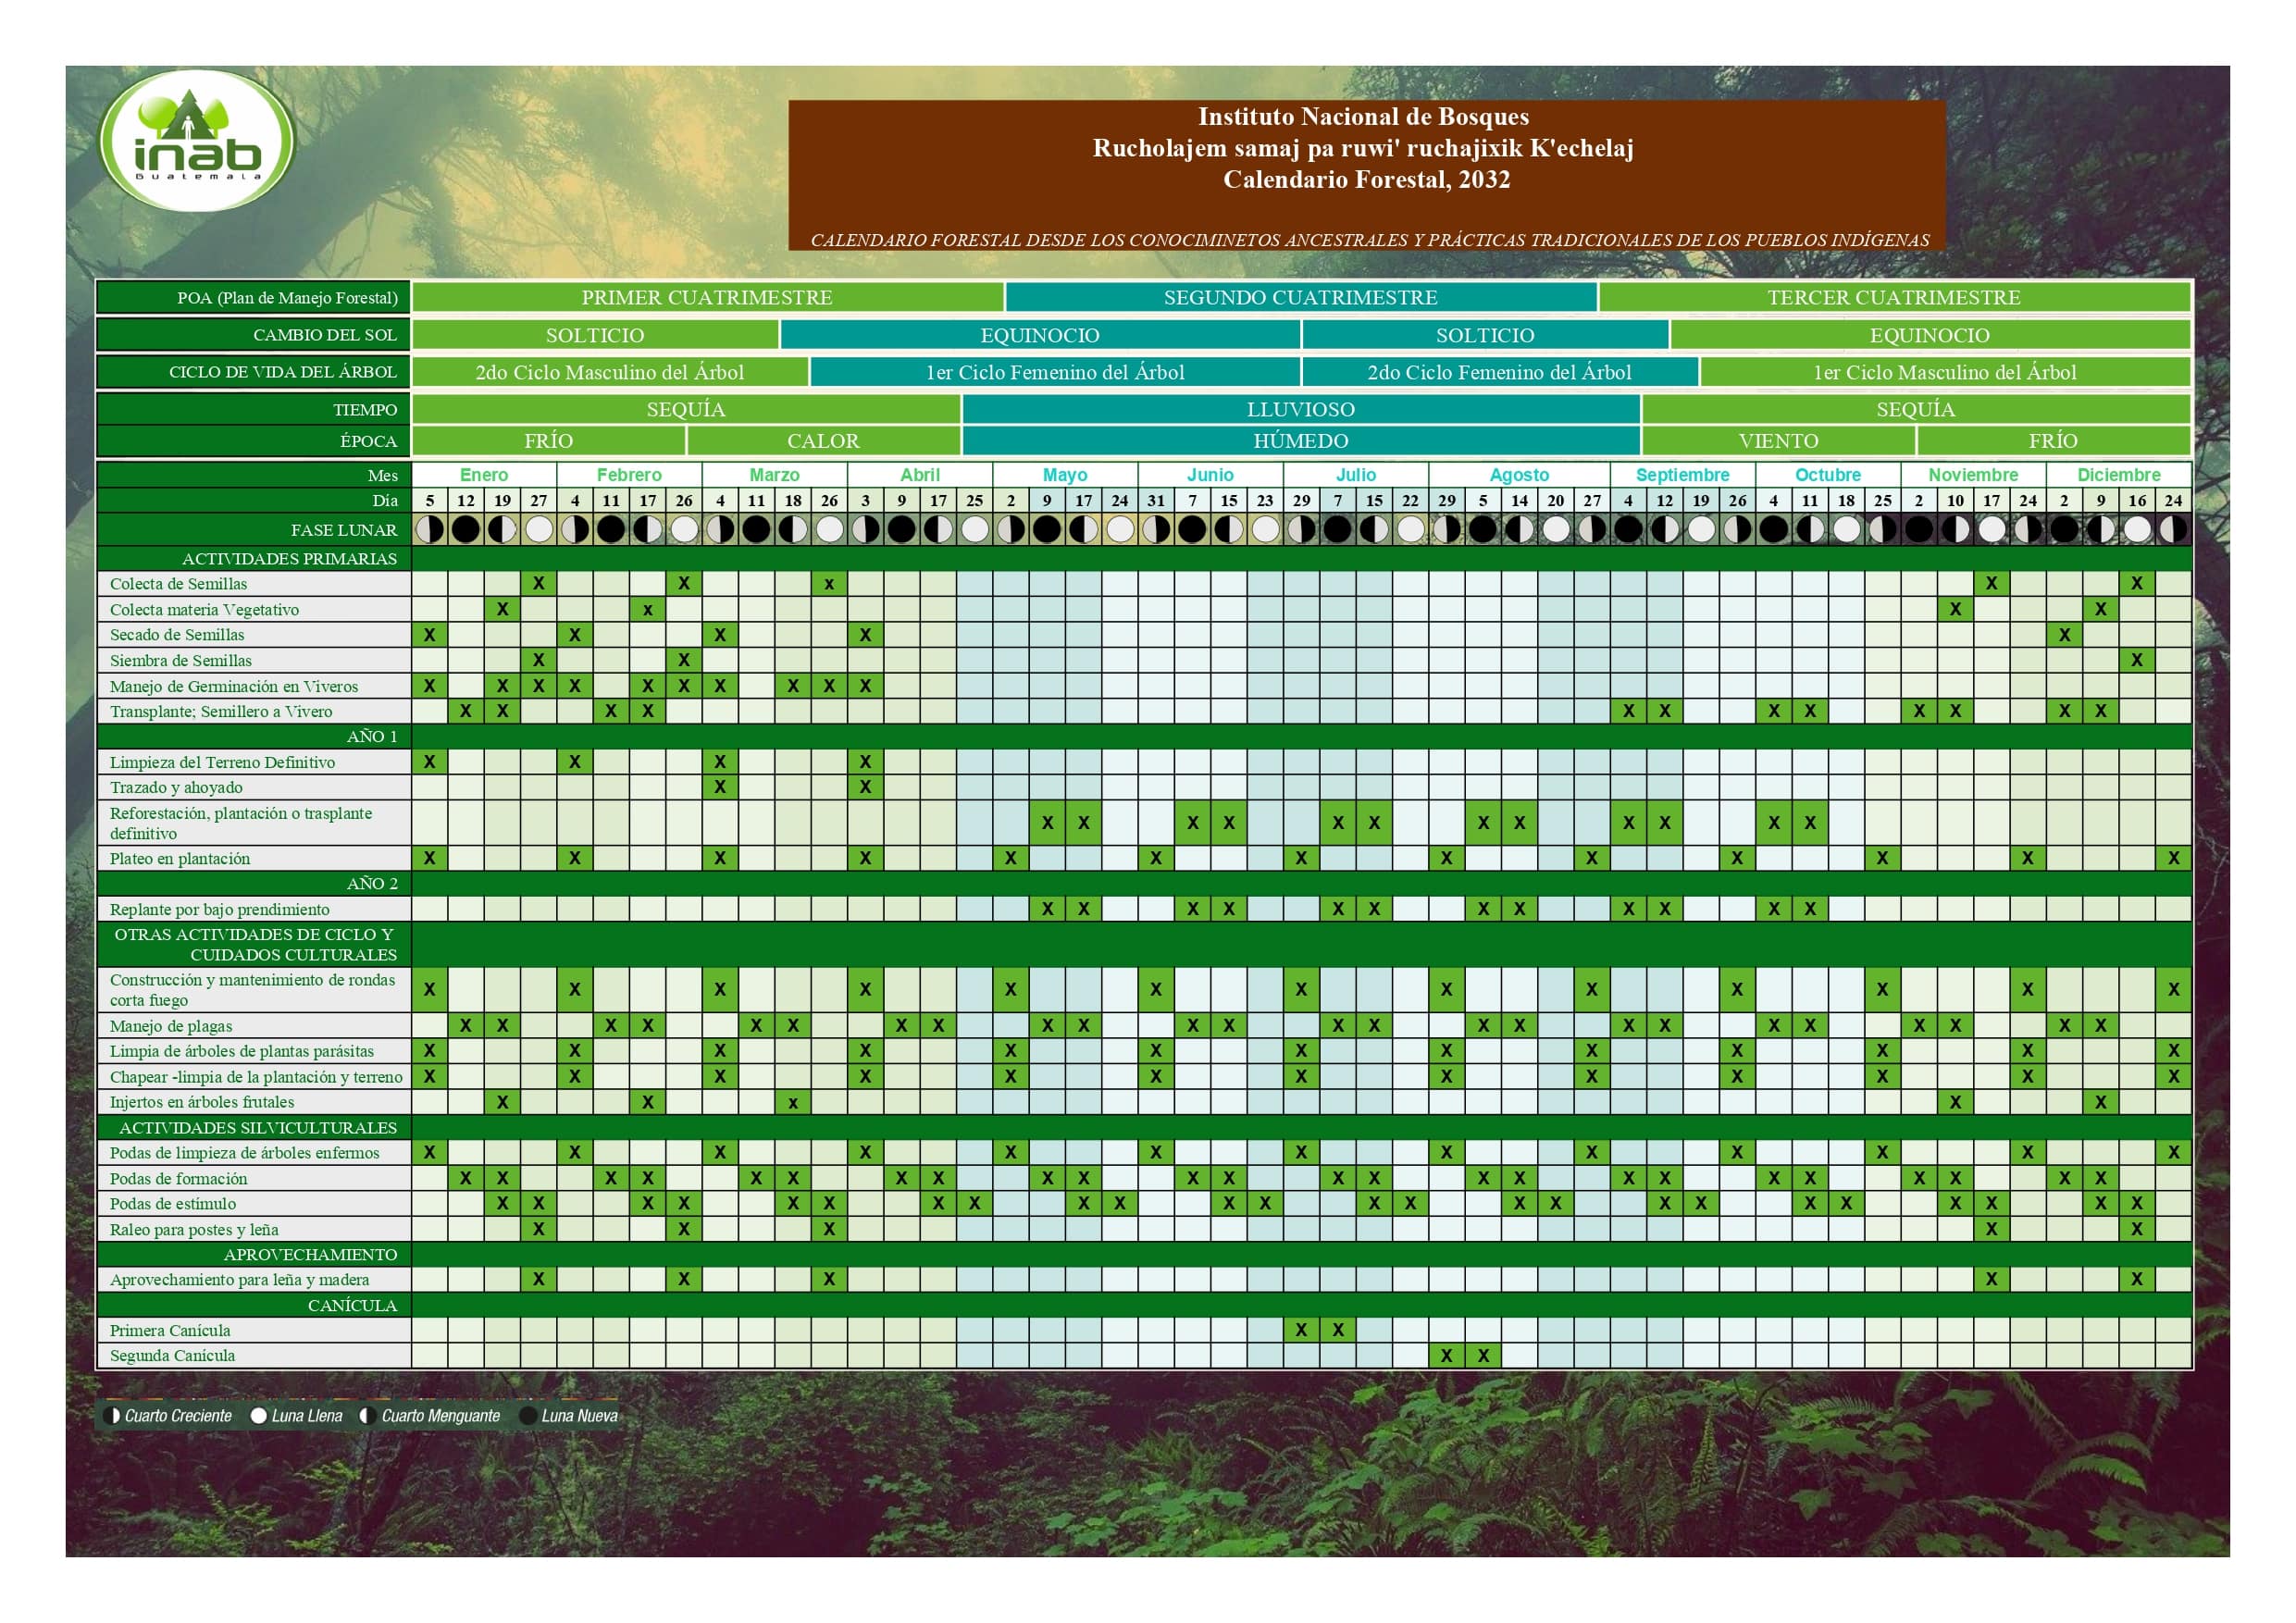 inab
Guatemala
Instituto Nacional de Bosques
Rucholajem samaj pa ruwi' ruchajixik K'echelaj
Calendario Forestal, 2032
CALENDARIO FORESTAL DESDE LOS CONOCIMINETOS ANCESTRALES Y PRÁCTICAS TRADICIONALES DE LOS PUEBLOS INDÍGENAS
POA (Plan de Manejo Forestal) PRIMER CUATRIMESTRE SEGUNDO CUATRIMESTRE TERCER CUATRIMESTRE
CAMBIO DEL SOL SOLTICIO EQUINOCIO SOLTICIO EQUINOCIO
CICLO DE VIDA DEL ÁRBOL 2do Ciclo Masculino del Árbol 1er Ciclo Femenino del Árbol 2do Ciclo Femenino del Árbol 1er Ciclo Masculino del Árbol
TIEMPO SEQUÍA LLUVIOSO SEQUÍA
ÉPOCA FRÍO CALOR HÚMEDO VIENTO FRÍO
Mes Enero Febrero Marzo Abril Mayo Junio Julio Agosto Septiembre Octubre Noviembre Diciembre
Día 5 12 19 27 4 11 17 26 4 11 18 26 3 9 17 25 2 9 17 24 31 7 15 23 29 7 15 22 29 5 14 20 27 4 12 19 26 4 11 18 25 2 10 17 24 2 9 16 24
FASE LUNAR
ACTIVIDADES PRIMARIAS
Colecta de Semillas X X x X X
Colecta materia Vegetativo X x X X
Secado de Semillas X X X X X
Siembra de Semillas X X X
Manejo de Germinación en Viveros X X X X X X X X X X
Transplante; Semillero a Vivero X X X X X X X X X X X X
AÑO 1
Limpieza del Terreno Definitivo X X X X
Trazado y ahoyado X X
Reforestación, plantación o trasplante
definitivo X X X X X X X X X X X X
Plateo en plantación X X X X X X X X X X X X X
AÑO 2
Replante por bajo prendimiento X X X X X X X X X X X X
OTRAS ACTIVIDADES DE CICLO Y
CUIDADOS CULTURALES
Construcción y mantenimiento de rondas
corta fuego X X X X X X X X X X X X X
Manejo de plagas X X X X X X X X X X X X X X X X X X X X X X X X
Limpia de árboles de plantas parásitas X X X X X X X X X X X X X
Chapear -limpia de la plantación y terreno X X X X X X X X X X X X X
Injertos en árboles frutales X X x X X
ACTIVIDADES SILVICULTURALES
Podas de limpieza de árboles enfermos X X X X X X X X X X X X X
Podas de formación X X X X X X X X X X X X X X X X X X X X X X X X
Podas de estímulo X X X X X X X X X X X X X X X X X X X X X X X X
Raleo para postes y leña X X X X X
APROVECHAMIENTO
Aprovechamiento para leña y madera X X X X X
CANÍCULA
Primera Canícula X X
Segunda Canícula X X
Cuarto Creciente Luna Llena Cuarto Menguante Luna Nueva